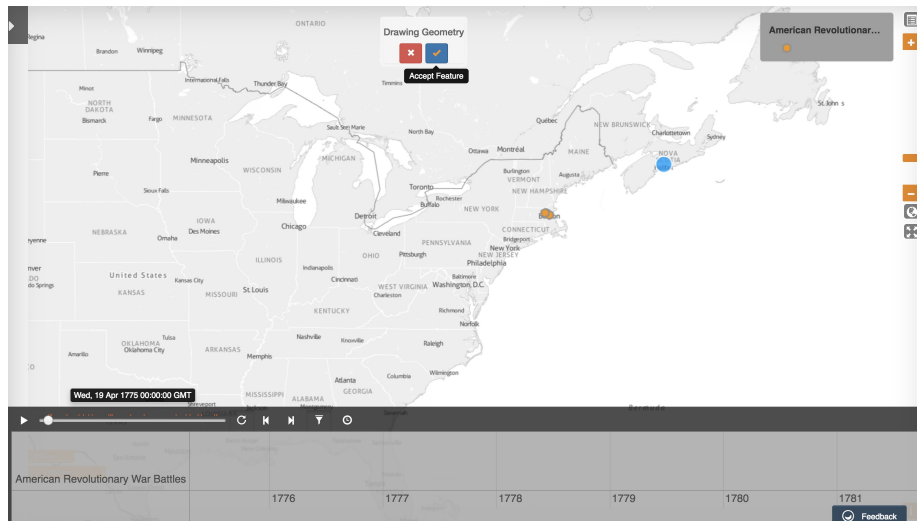 ONTARIO
Drawing Geometry
Accept Feature
American Revolutionar...
Regina
Brandon
Winnipeg
International Falls
Thunder Bay
Timmins
Minot
NORTH
DAKOTA
Bismarck
Fargo
MINNESOTA
Sault Ste Marie
North Bay
Québec
NEW BRUNSWICK
Charlottetown
Sydney
St. John s
Ottawa
Montréal
MAINE
NOVA
Minneapolis
MICHIGAN
WISCONSIN
Pierre
Burlington
VERMONT
Augusta
Toronto
NEW HAMPSHIRE
Sioux Falls
Milwaukee
Rochester
Buffalo
NEW YORK
Detroit
Boston
IOWA
Des Moines
Chicago
CONNECTICUT
NEBRASKA
Omaha
Cleveland
Bridgeport
PENNSYLVANIA
New York
OHIO
Pittsburgh
NEW JERSEY
Philadelphia
ILLINOIS
Indianapolis
United States
Kansas City
Cincinnati
Baltimore
WEST VIRGINIA
Washington, D.C.
KANSAS
MISSOURI
St. Louis
Charleston
KENTUCKY
Richmond
Norfolk
Nashville
Knoxville
Raleigh
Tulsa
OKLAHOMA
Oklahoma City
ARKANSAS
Memphis
Amarillo
Wilmington
Columbia
Atlanta
GEORGIA
Wed, 19 Apr 1775 00:00:00 GMT
MISSISSIPPI
ALABAMA
Shreveport
Montgomery
Bermuda
American Revolutionary War Battles
1776
1777
1778
1779
1780
1781
Feedback